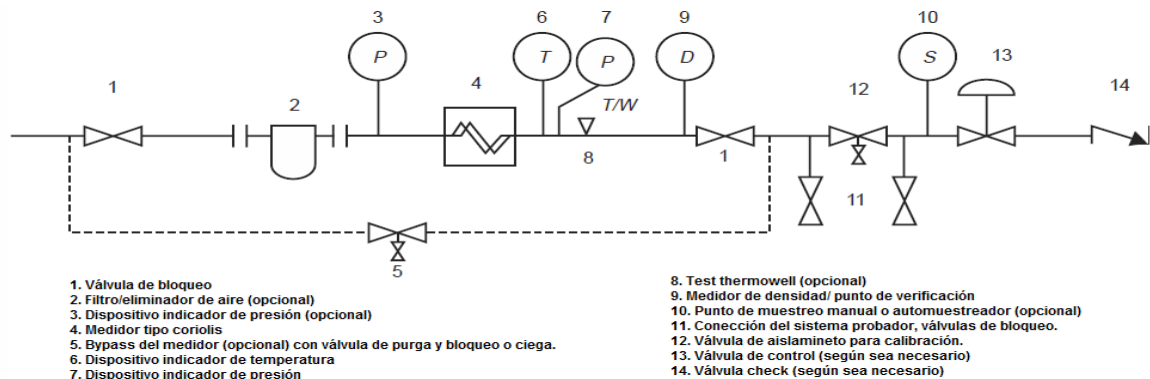 3 6 7 9 10
P T P D S 13
1 2 4 T/W 12 14
8 1
11
5
1. Válvula de bloqueo
2. Filtro/eliminador de aire (opcional)
3. Dispositivo indicador de presión (opcional)
4. Medidor tipo coriolis
5. Bypass del medidor (opcional) con válvula de purga y bloqueo o ciega.
6. Dispositivo indicador de temperatura
7. Dispositivo indicador de presión
8. Test thermowell (opcional)
9. Medidor de densidad/ punto de verificación
10. Punto de muestreo manual o automuestreador (opcional)
11. Conección del sistema probador, válvulas de bloqueo.
12. Válvula de aislamineto para calibración.
13. Válvula de control (según sea necesario)
14. Válvula check (según sea necesario)